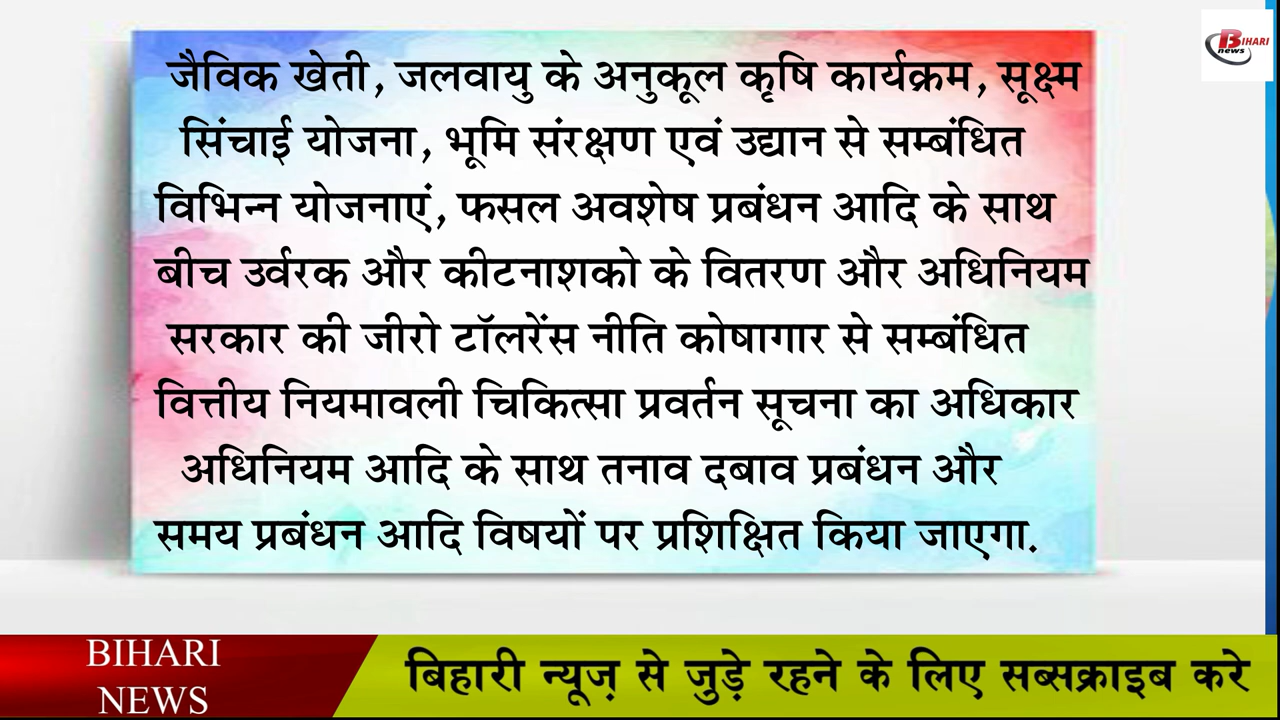 BIHARI
news
जैविक खेती, जलवायु के अनुकूल कृषि कार्यक्रम, सूक्ष्म
सिंचाई योजना, भूमि संरक्षण एवं उद्यान से सम्बंधित
विभिन्न योजनाएं, फसल अवशेष प्रबंधन आदि के साथ
बीच उर्वरक और कीटनाशको के वितरण और अधिनियम
सरकार की जीरो टॉलरेंस नीति कोषागार से सम्बंधित
वित्तीय नियमावली चिकित्सा प्रवर्तन सूचना का अधिकार
अधिनियम आदि के साथ तनाव दबाव प्रबंधन और
समय प्रबंधन आदि विषयों पर प्रशिक्षित किया जाएगा.
BIHARI
NEWS
बिहारी न्यूज़ से जुड़े रहने के लिए सब्सक्राइब करे